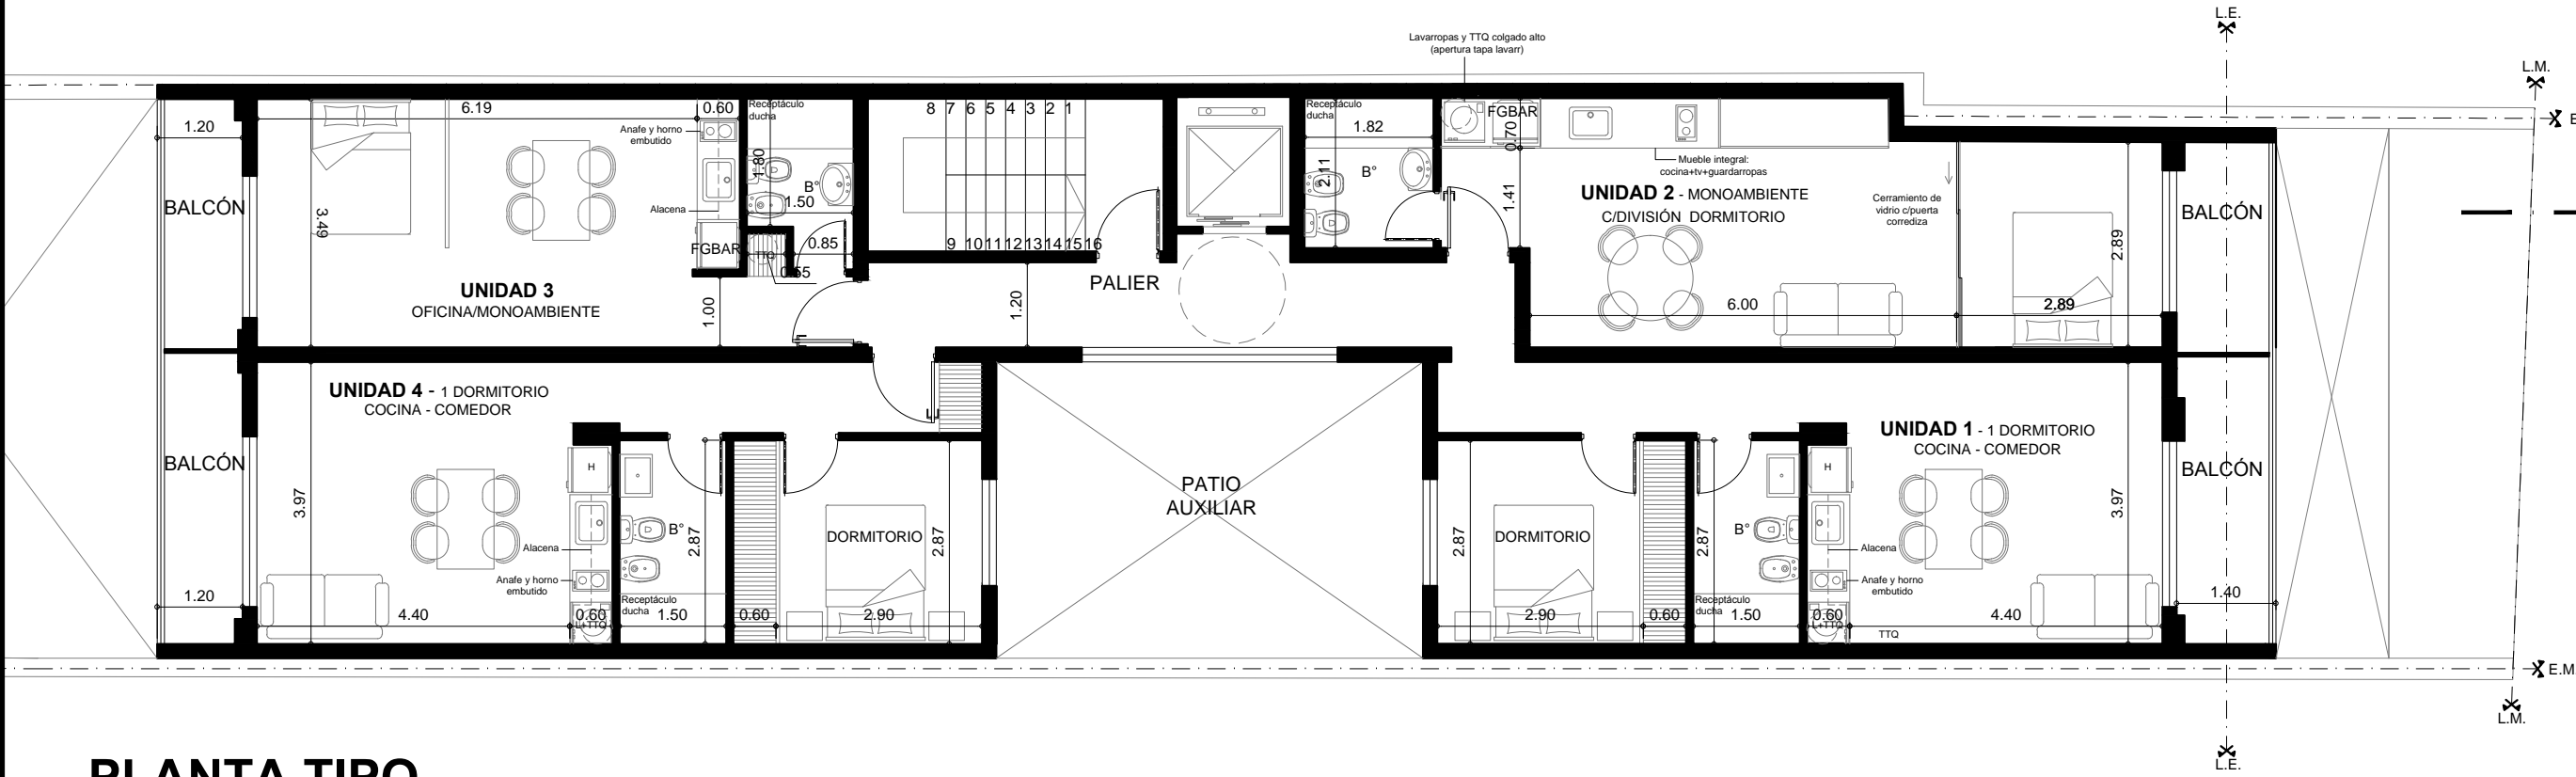 L.E.
Lavarropas y TTQ colgado alto
(apertura tapa lavarr)
L.M.
E
6.19
0.60
Receptáculo
ducha
8 7 6 5 4 3 2 1
Receptáculo
ducha
1.82
FGBAR
0.70
1.20
Anafe y horno
embutido
1.80
B°
1.50
2.11
B°
Mueble integral:
cocina+tv+guardarropas
1.41
UNIDAD 2 - MONOAMBIENTE
C/DIVISIÓN DORMITORIO
Cerramiento de
vidrio c/puerta
corrediza
BALCÓN
3.49
Alacena
BALCÓN
FGBAR
TTQ
0.85
0.55
9 10 11 12 13 14 15 16
2.89
UNIDAD 3
OFICINA/MONOAMBIENTE
1.00
1.20
PALIER
6.00
2.89
UNIDAD 4 - 1 DORMITORIO
COCINA - COMEDOR
UNIDAD 1 - 1 DORMITORIO
COCINA - COMEDOR
BALCÓN
H
H
BALCÓN
3.97
PATIO
AUXILIAR
3.97
B°
2.87
DORMITORIO
2.87
2.87
DORMITORIO
2.87
B°
Alacena
Alacena
Anafe y horno
embutido
Anafe y horno
embutido
1.20
4.40
0.60
L+TTQ
Receptáculo
ducha
1.50
0.60
2.90
2.90
0.60
Receptáculo
ducha
1.50
0.60
L+TTQ
TTQ
4.40
1.40
E.M.
L.M.
L.E.
PLANTA TIPO